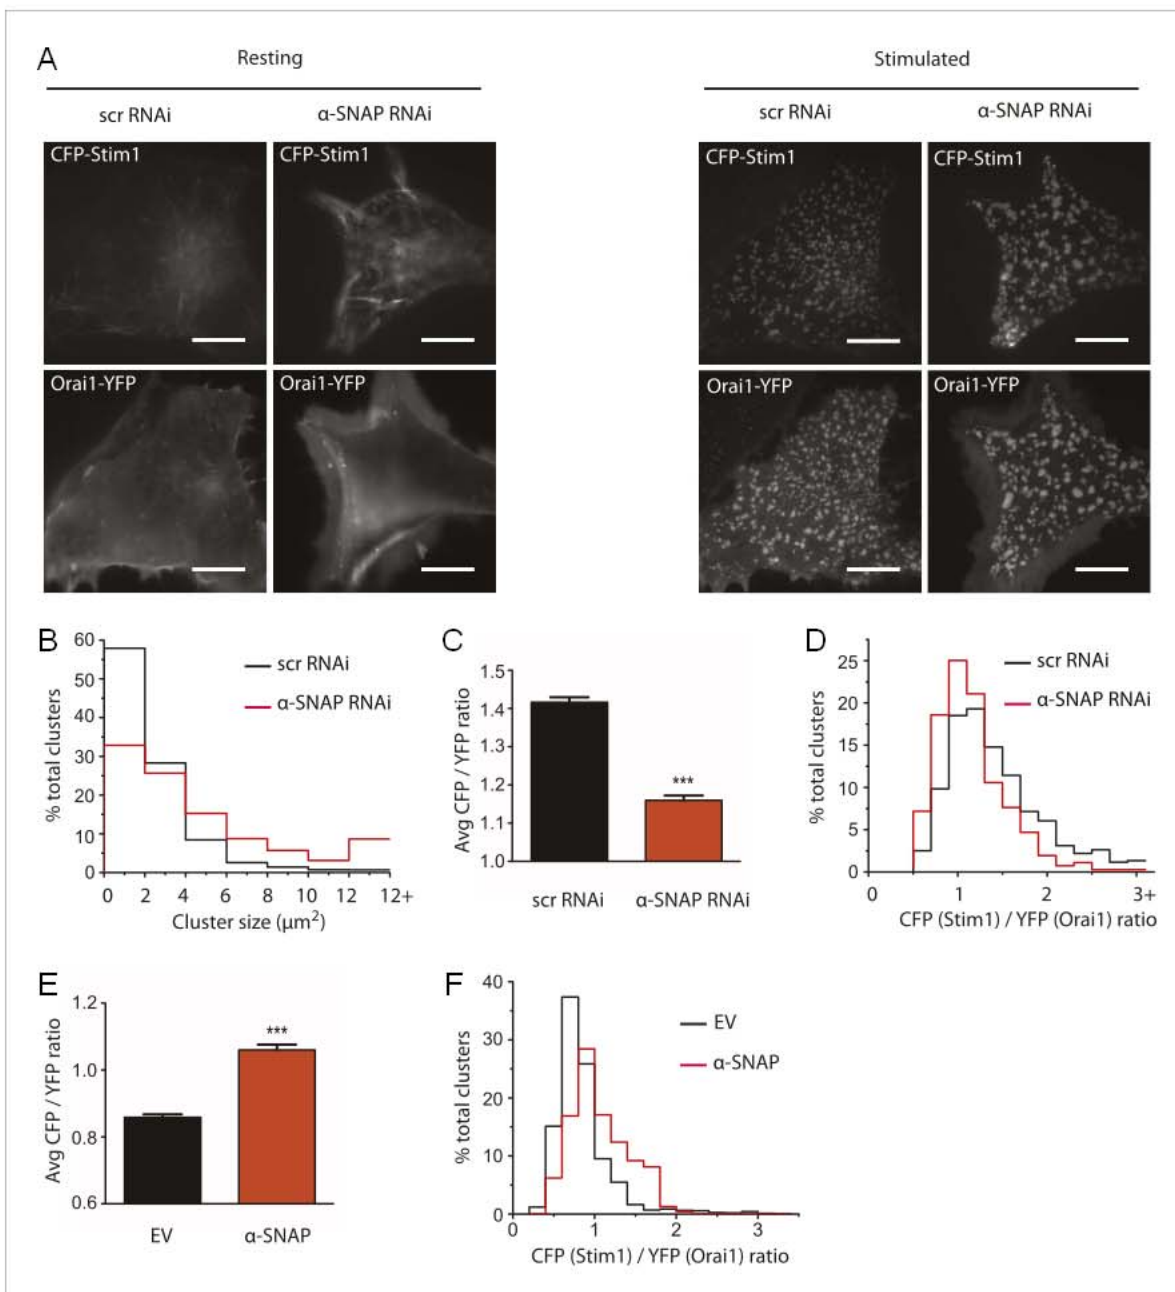 A
Resting
Stimulated
scr RNAi
α-SNAP RNAi
scr RNAi
α-SNAP RNAi
CFP-Stim1
CFP-Stim1
CFP-Stim1
CFP-Stim1
Orai1-YFP
Orai1-YFP
Orai1-YFP
Orai1-YFP
B
% total clusters
60
50
40
30
20
10
0
0 2 4 6 8 10 12 12+
Cluster size (µm²)
scr RNAi
α-SNAP RNAi
C
Avg CFP / YFP ratio
1.5
1.4
1.3
1.2
1.1
1.0
***
scr RNAi α-SNAP RNAi
D
% total clusters
25
20
15
10
5
0
0 1 2 3+
CFP (Stim1) / YFP (Orai1) ratio
scr RNAi
α-SNAP RNAi
E
Avg CFP / YFP ratio
1.2
1.0
0.8
0.6
***
EV α-SNAP
F
% total clusters
40
30
20
10
0
0 1 2 3
CFP (Stim1) / YFP (Orai1) ratio
EV
α-SNAP